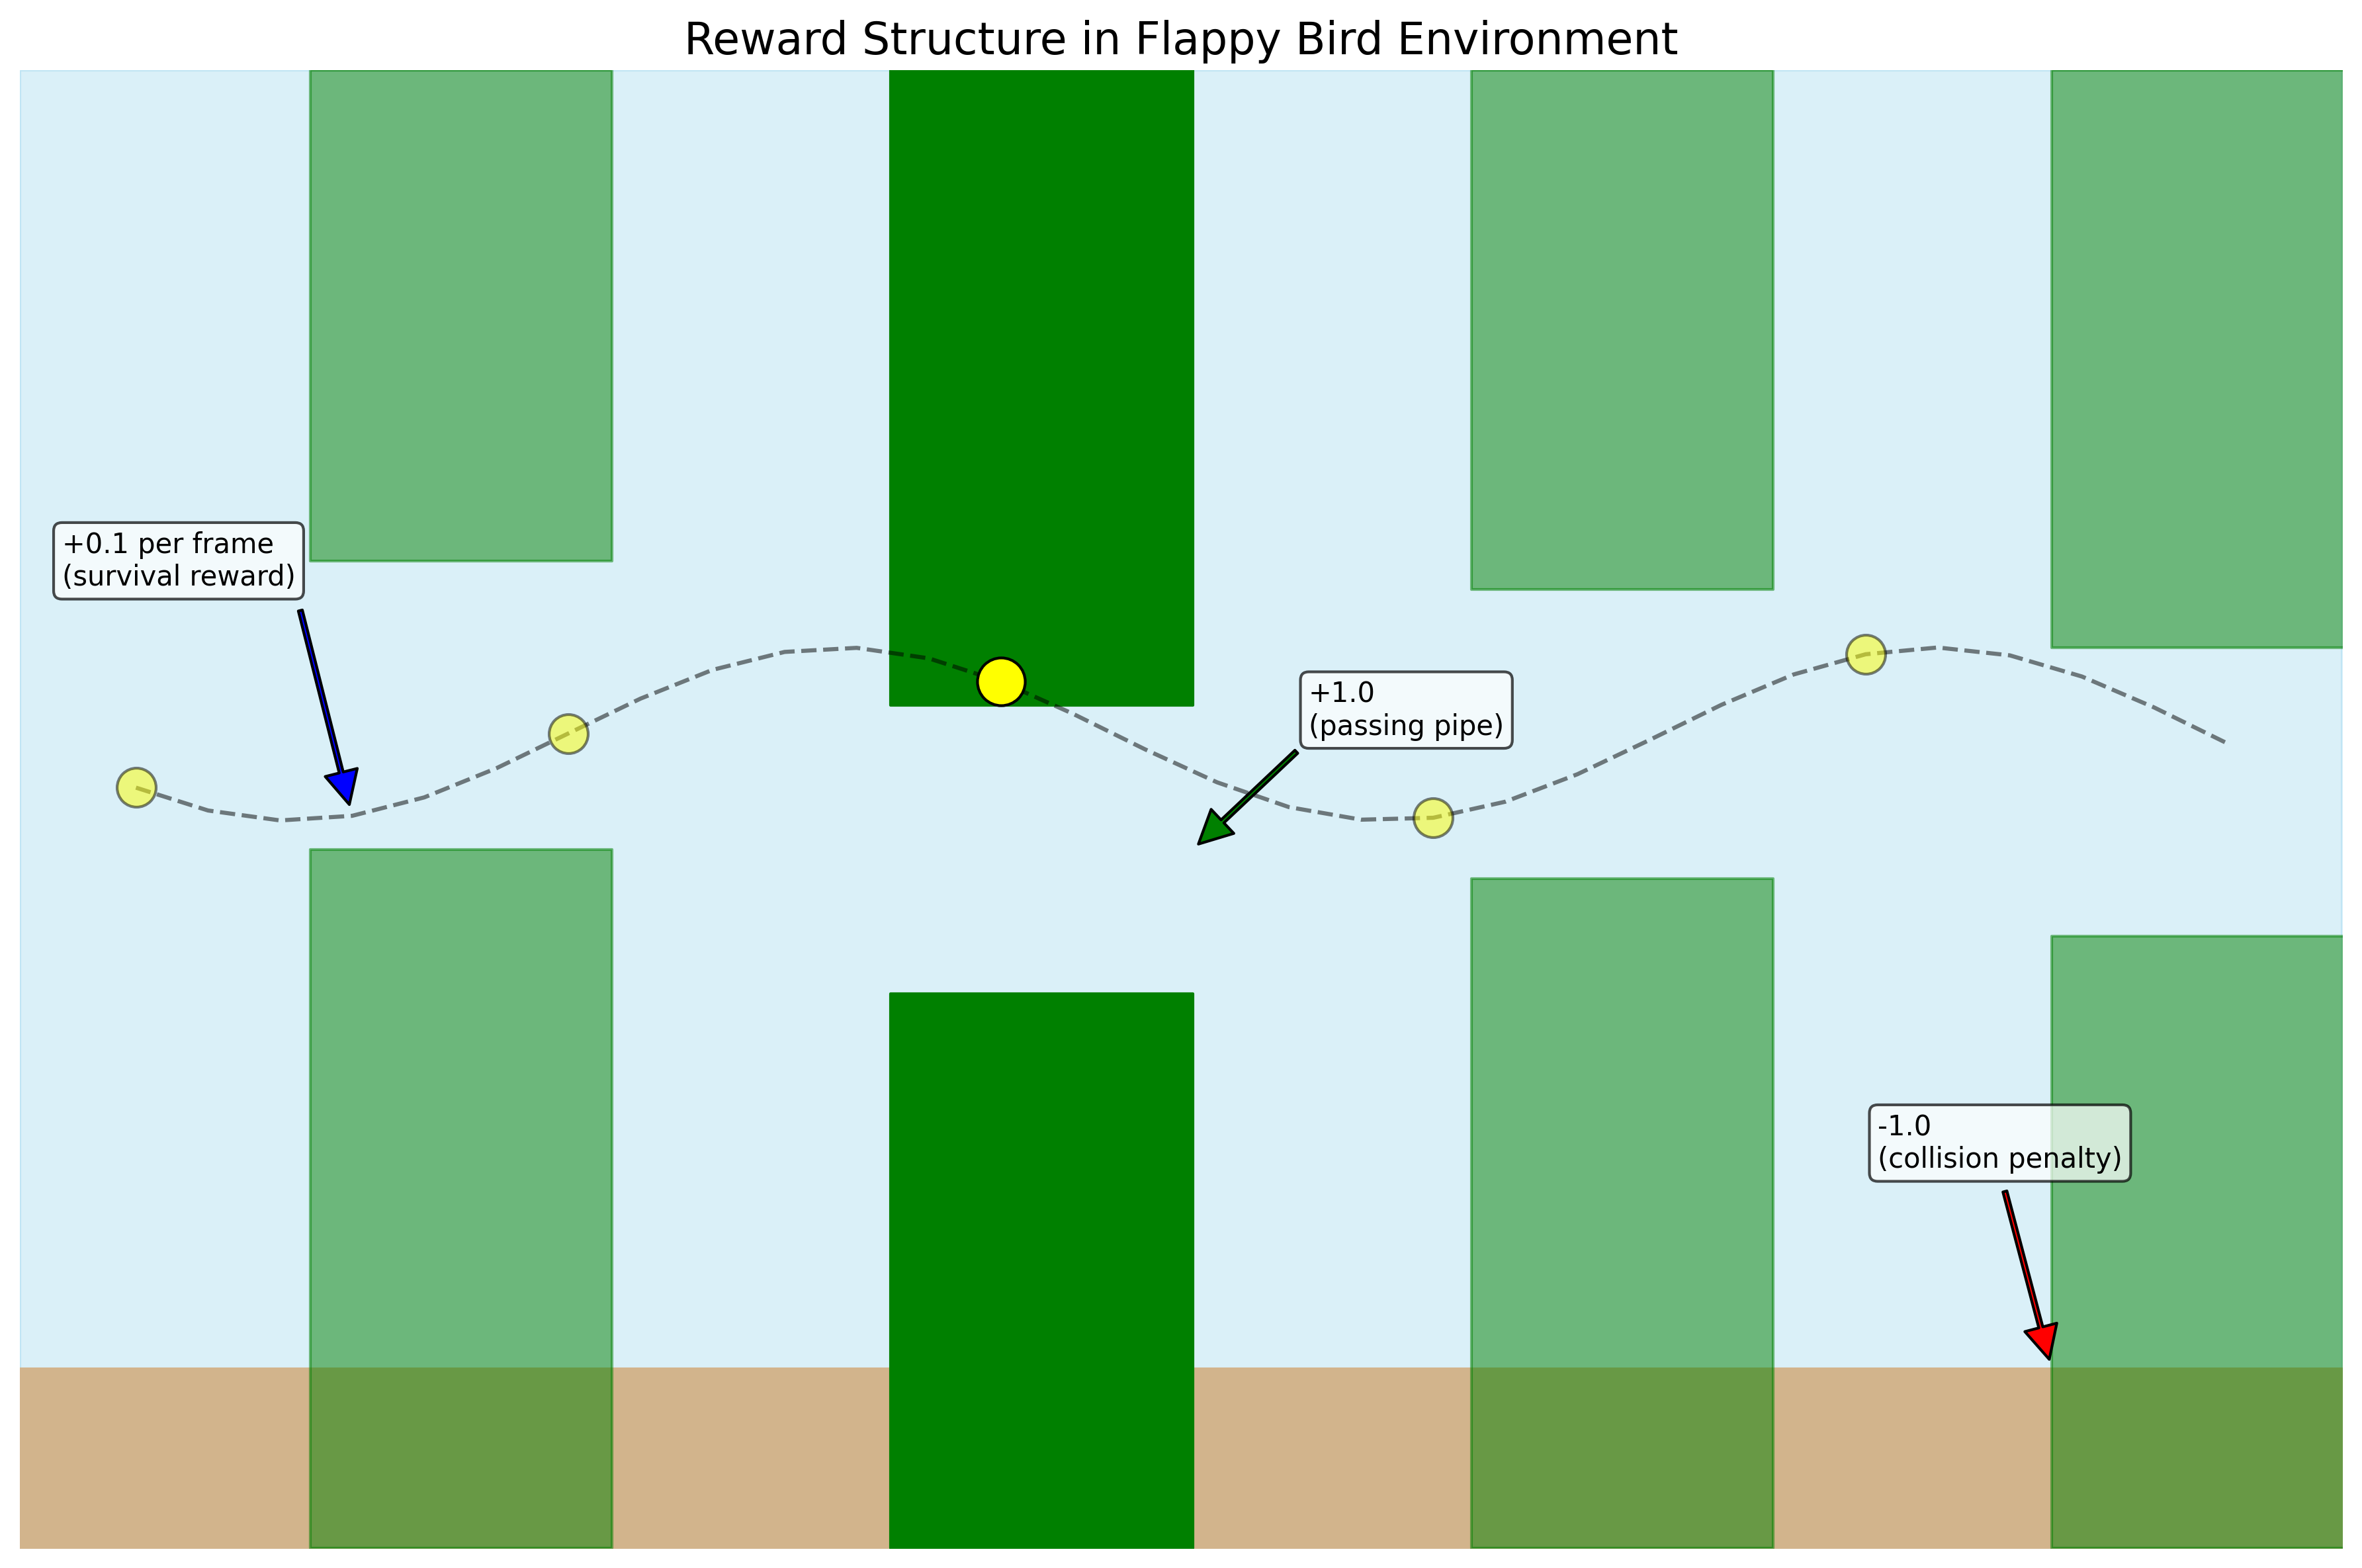 Reward Structure in Flappy Bird Environment
+0.1 per frame
(survival reward)
+1.0
(passing pipe)
-1.0
(collision penalty)